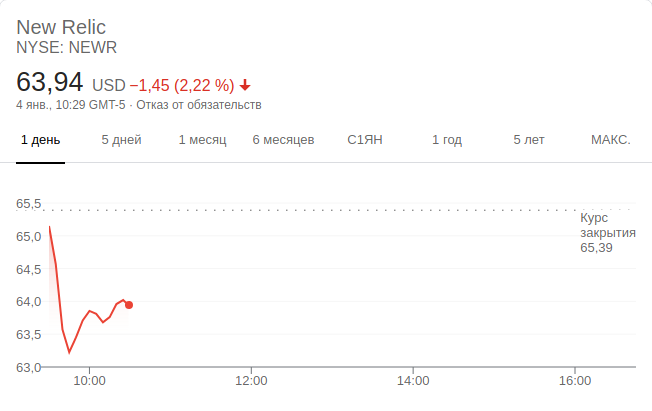 New Relic
NYSE: NEWR
63,94 USD −1,45 (2,22 %)
4 янв., 10:29 GMT-5 · Отказ от обязательств
1 день 5 дней 1 месяц 6 месяцев С1ЯН 1 год 5 лет МАКС.
65,5
Курс
закрытия
65,39
65,0
64,5
64,0
63,5
63,0
10:00 12:00 14:00 16:00